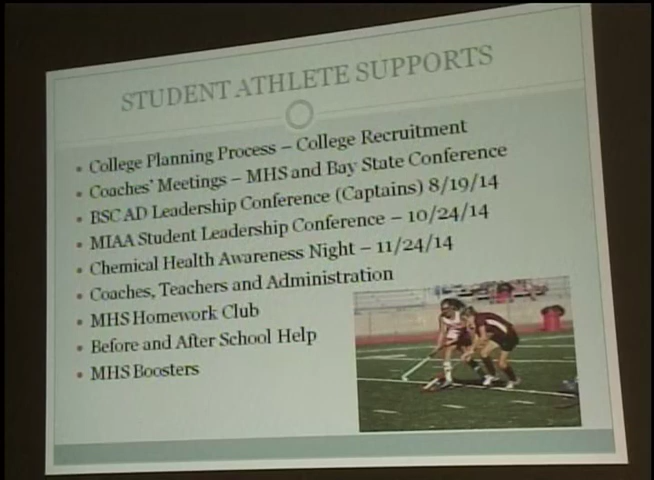 STUDENT ATHLETE SUPPORTS
• College Planning Process – College Recruitment
• Coaches' Meetings – MHS and Bay State Conference
• BSC AD Leadership Conference (Captains) 8/19/14
• MIAA Student Leadership Conference – 10/24/14
• Chemical Health Awareness Night – 11/24/14
• Coaches, Teachers and Administration
• MHS Homework Club
• Before and After School Help
• MHS Boosters